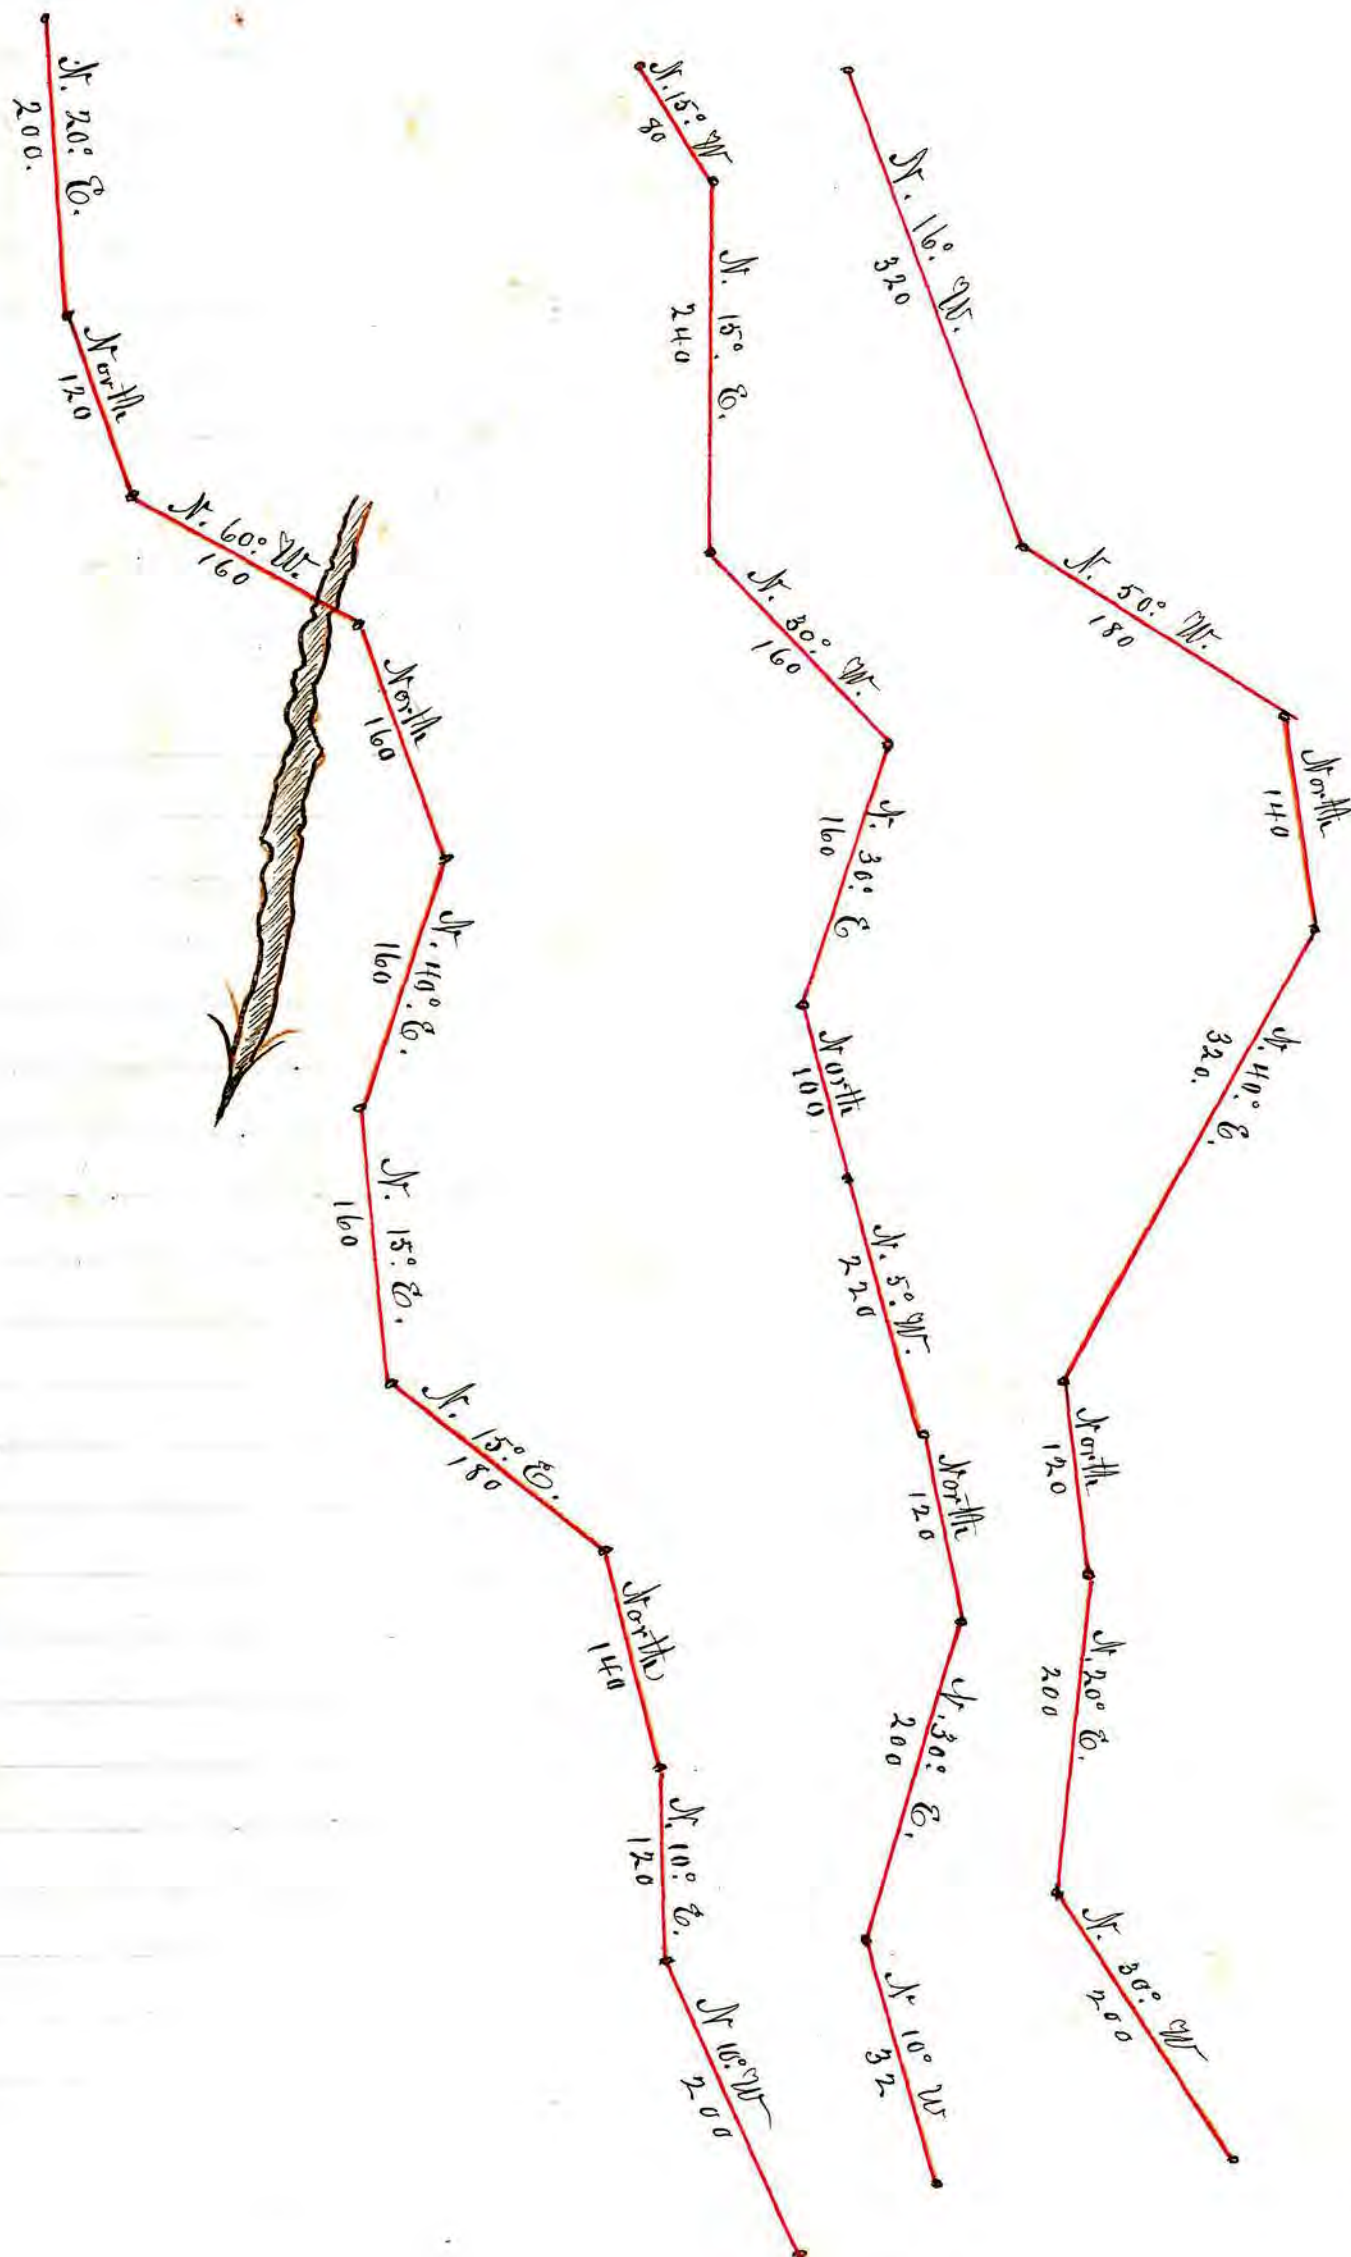 N. 16° W.
320
N. 50° W.
180
North
140
N. 40° E.
320.
North
120
N. 20° E.
200
N. 30° W
200
N. 15° W
80
N. 15° E.
240
N. 30° W.
160
N. 30° E
160
North
100
N. 5° W.
220
North
120
N. 30° E.
200
N 10° W
32
N. 20° E.
200.
North
120
N. 60° W.
160
North
160
N. 40° E.
160
N. 15° E.
160
N. 15° E.
180
North
140
N. 10° E.
120
N 10° W
200